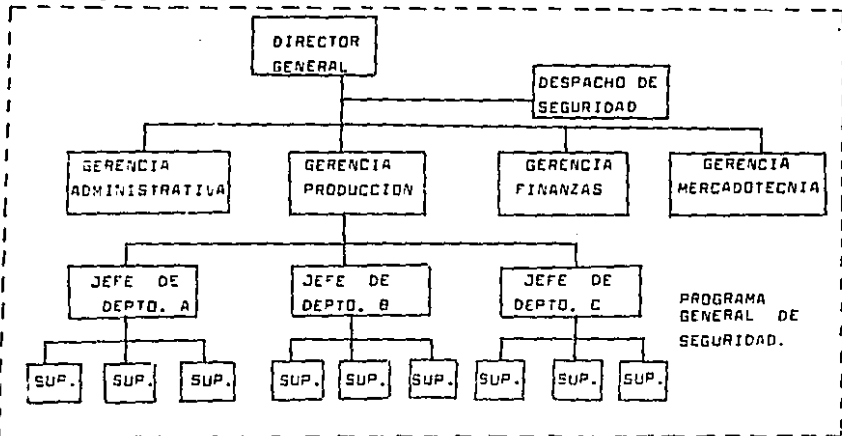 DIRECTOR
GENERAL
DESPACHO DE
SEGURIDAD
GERENCIA
ADMINISTRATIVA
GERENCIA
PRODUCCION
GERENCIA
FINANZAS
GERENCIA
MERCADOTECNIA
JEFE DE
DEPTO. A
JEFE DE
DEPTO. B
JEFE DE
DEPTO. C
PROGRAMA
GENERAL DE
SEGURIDAD.
SUP.
SUP.
SUP.
SUP.
SUP.
SUP.
SUP.
SUP.
SUP.